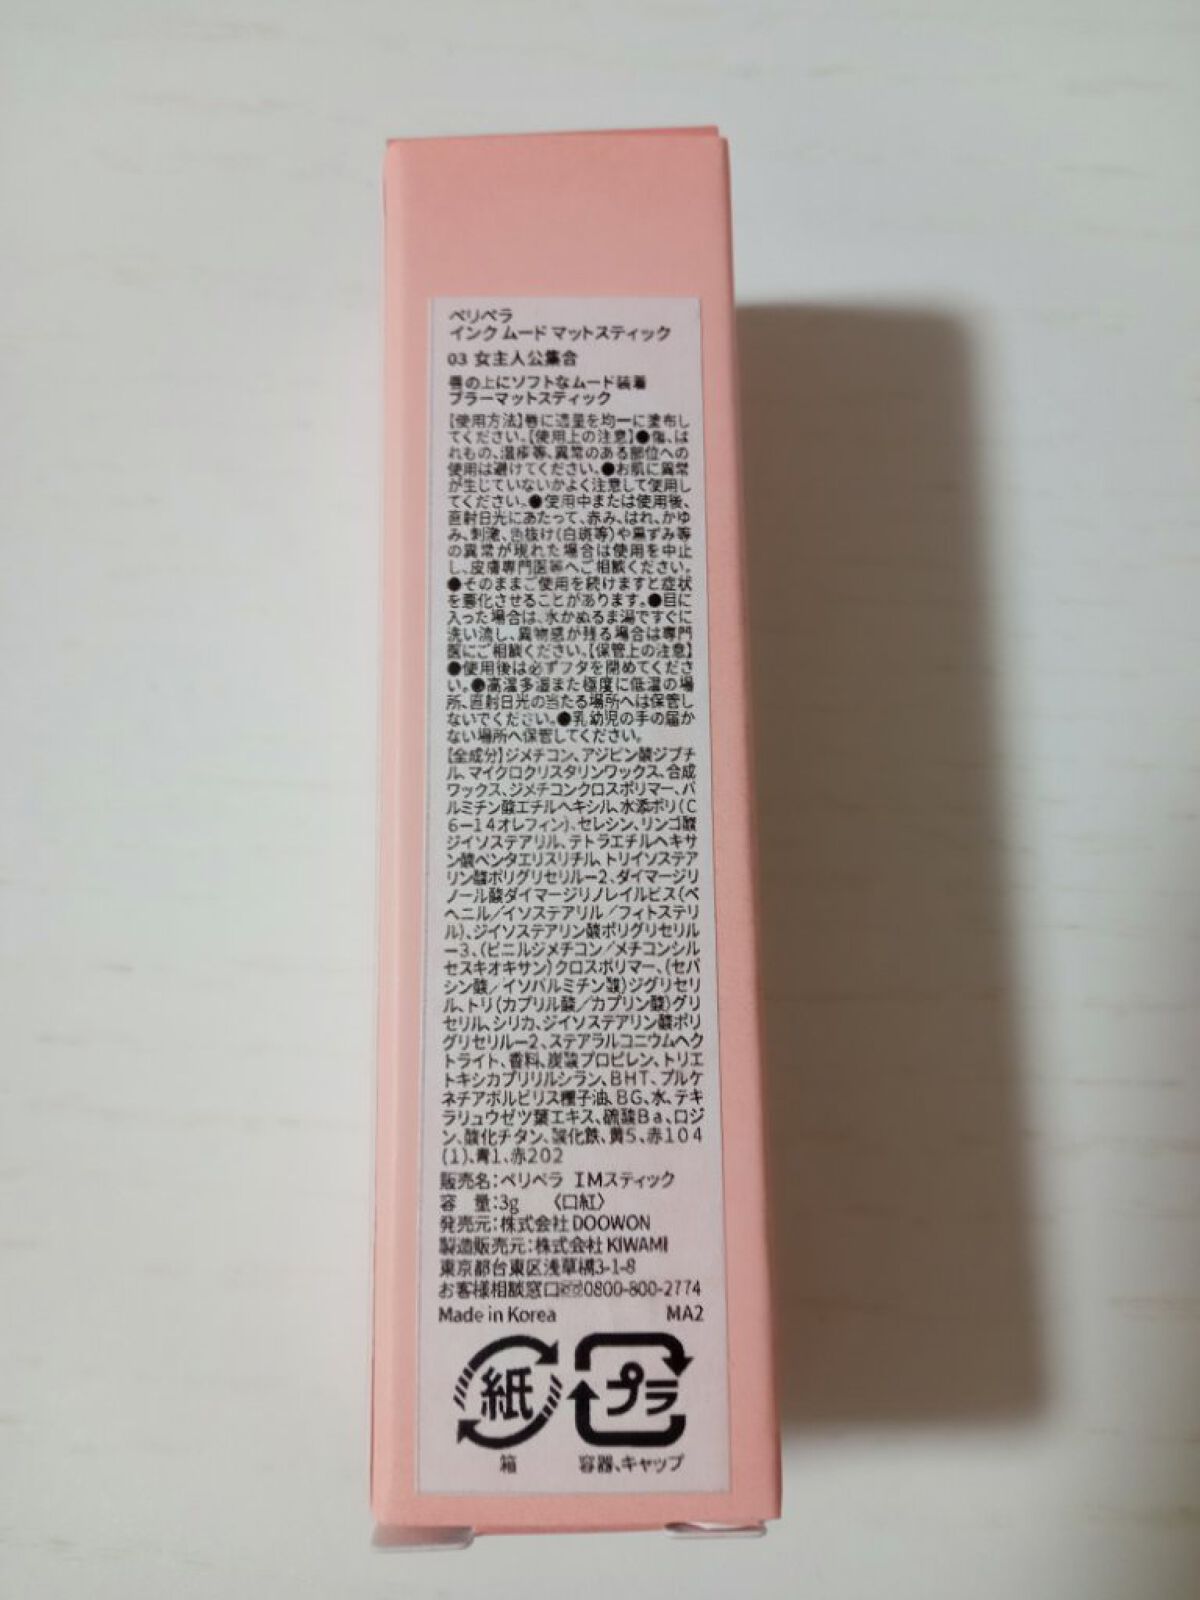 ペリペラ
インク ムード マットスティック
03 女主人公集合
唇の上にソフトなムード装着
ブラーマットスティック
【使用方法】唇に適量を均一に塗布し
てください。【使用上の注意】●傷、は
れもの、湿疹等、異常のある部位への
使用は避けてください。●お肌に異常
が生じていないかよく注意して使用し
てください。●使用中または使用後、
直射日光にあたって、赤み、はれ、かゆ
み、刺激、色抜け(白斑等)や黒ずみ等
の異常が現れた場合は使用を中止
し、皮膚専門医等へご相談ください。
●そのままご使用を続けますと症状
を悪化させることがあります。●目に
入った場合は、水かぬるま湯ですぐに
洗い流し、異物感が残る場合は専門
医にご相談ください。【保管上の注意】
●使用後は必ずフタを閉めてくださ
い。●高温多湿また極度に低温の場
所、直射日光の当たる場所へは保管し
ないでください。●乳幼児の手の届か
ない場所へ保管してください。
【全成分】ジメチコン、アジピン酸ジブチ
ル、マイクロクリスタリンワックス、合成
ワックス、ジメチコンクロスポリマー、パ
ルミチン酸エチルヘキシル、水添ポリ(C
6ー14オレフィン)、セレシン、リンゴ酸
ジイソステアリル、テトラエチルヘキサ
ン酸ペンタエリスリチル、トリイソステア
リン酸ポリグリセリルー2、ダイマージリ
ノール酸ダイマージリノレイルビス(ベ
ヘニル/イソステアリル/フィトステリ
ル)、ジイソステアリン酸ポリグリセリル
ー3、(ビニルジメチコン/メチコンシル
セスキオキサン)クロスポリマー、(セバ
シン酸/イソパルミチン酸)ジグリセリ
ル、トリ(カプリル酸/カプリン酸)グリ
セリル、シリカ、ジイソステアリン酸ポリ
グリセリルー2、ステアラルコニウムヘク
トライト、香料、炭酸プロピレン、トリエ
トキシカプリリルシラン、BHT、プルケ
ネチアボルビリス種子油、BG、水、テキ
ラリュウゼツ葉エキス、硫酸Ba、ロジ
ン、酸化チタン、酸化鉄、黄5、赤104
(1)、青1、赤202
販売名:ペリペラ IMスティック
容 量:3g 〈口紅〉
発売元:株式会社 DOOWON
製造販売元:株式会社 KIWAMI
東京都台東区浅草橋3-1-8
お客様相談窓口 0800-800-2774
Made in Korea MA2
紙 プラ
箱 容器、キャップ